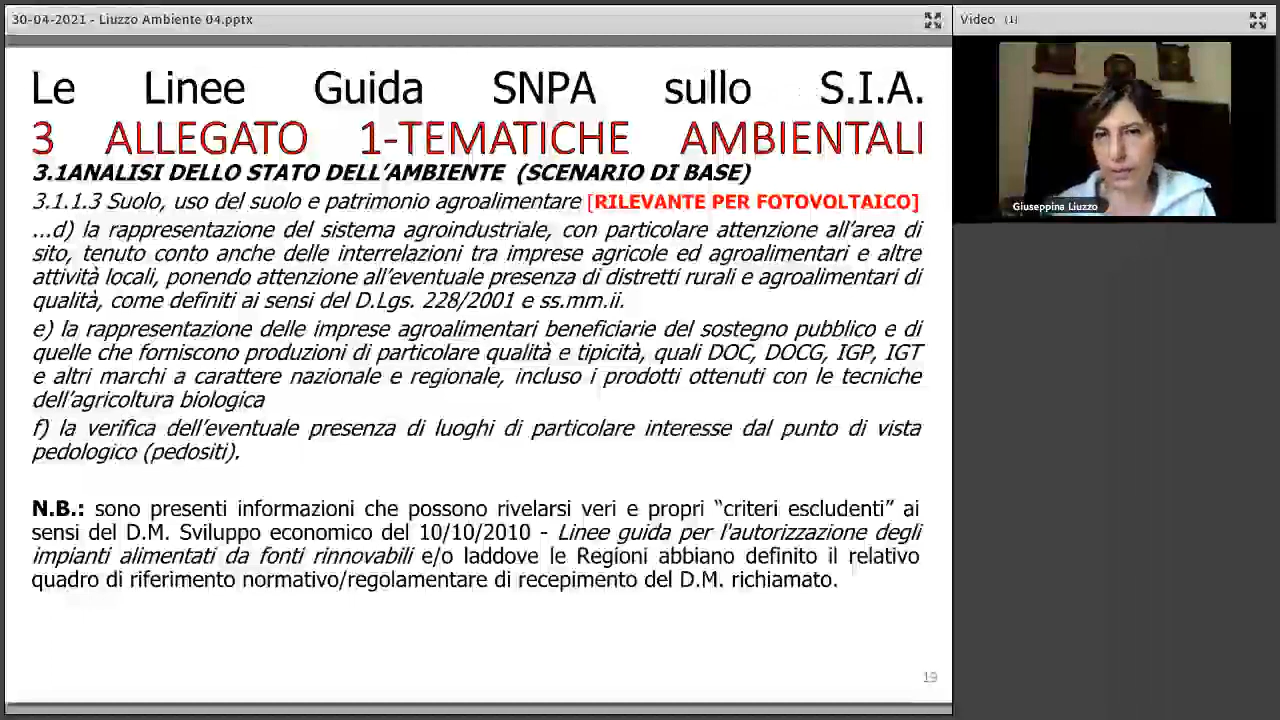 30-04-2021 - Liuzzo Ambiente 04.pptx
Video (1)
Le Linee Guida SNPA sullo S.I.A.
3 ALLEGATO 1-TEMATICHE AMBIENTALI
3.1ANALISI DELLO STATO DELL'AMBIENTE (SCENARIO DI BASE)
3.1.1.3 Suolo, uso del suolo e patrimonio agroalimentare [RILEVANTE PER FOTOVOLTAICO]
...d) la rappresentazione del sistema agroindustriale, con particolare attenzione all'area di
sito, tenuto conto anche delle interrelazioni tra imprese agricole ed agroalimentari e altre
attività locali, ponendo attenzione all'eventuale presenza di distretti rurali e agroalimentari di
qualità, come definiti ai sensi del D.Lgs. 228/2001 e ss.mm.ii.
e) la rappresentazione delle imprese agroalimentari beneficiarie del sostegno pubblico e di
quelle che forniscono produzioni di particolare qualità e tipicità, quali DOC, DOCG, IGP, IGT
e altri marchi a carattere nazionale e regionale, incluso i prodotti ottenuti con le tecniche
dell'agricoltura biologica
f) la verifica dell'eventuale presenza di luoghi di particolare interesse dal punto di vista
pedologico (pedositi).
N.B.: sono presenti informazioni che possono rivelarsi veri e propri "criteri escludenti" ai
sensi del D.M. Sviluppo economico del 10/10/2010 - Linee guida per l'autorizzazione degli
impianti alimentati da fonti rinnovabili e/o laddove le Regioni abbiano definito il relativo
quadro di riferimento normativo/regolamentare di recepimento del D.M. richiamato.
19
Giuseppina Liuzzo